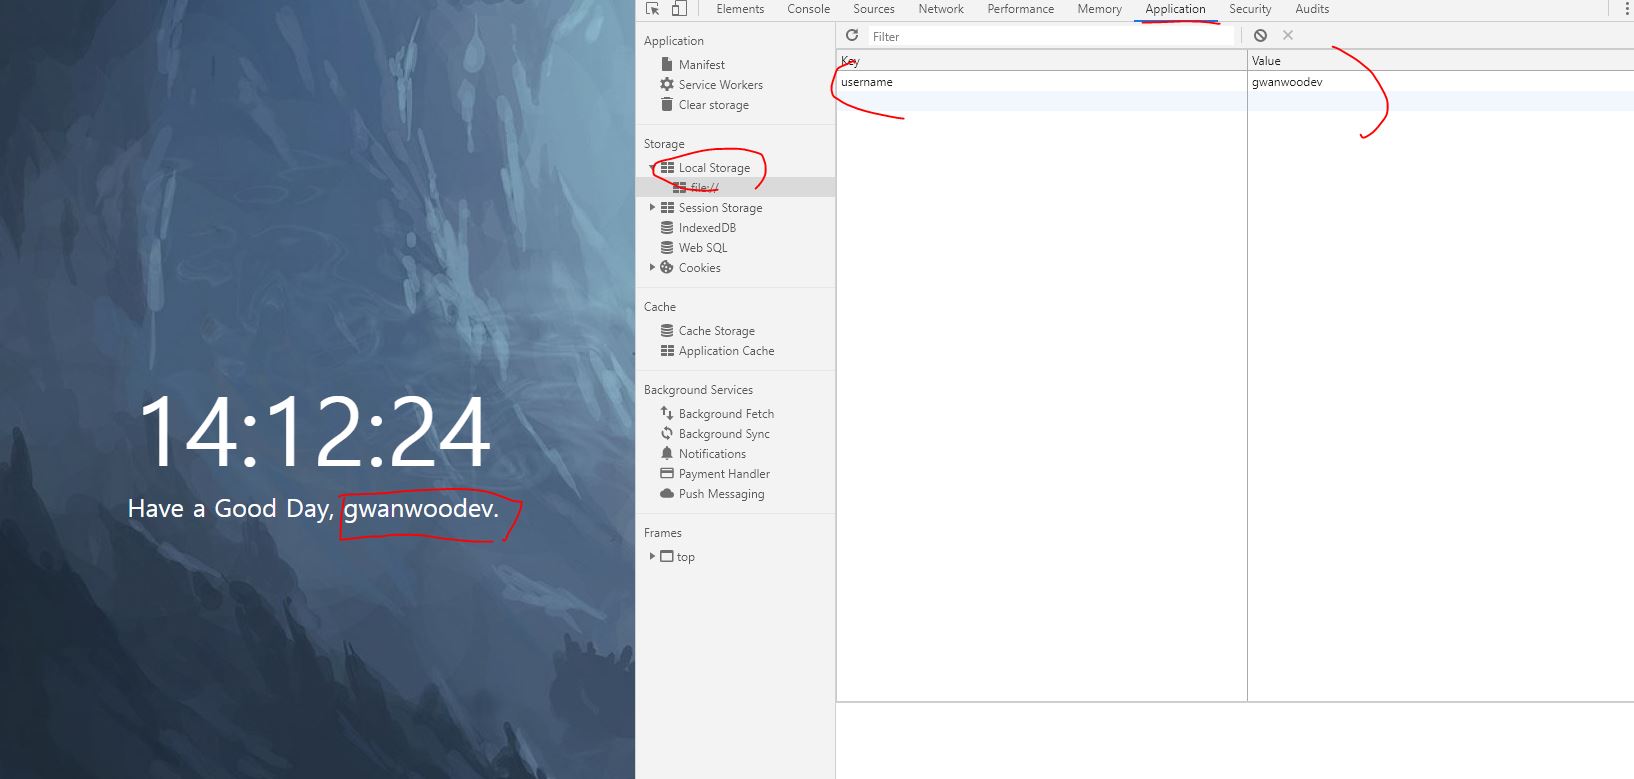 14:12:24
Have a Good Day, gwanwoodev.
Elements Console Sources Network Performance Memory Application Security Audits
Application
Manifest
Service Workers
Clear storage
Storage
Local Storage
file://
Session Storage
IndexedDB
Web SQL
Cookies
Cache
Cache Storage
Application Cache
Background Services
Background Fetch
Background Sync
Notifications
Payment Handler
Push Messaging
Frames
top
Filter
Key Value
username gwanwoodev